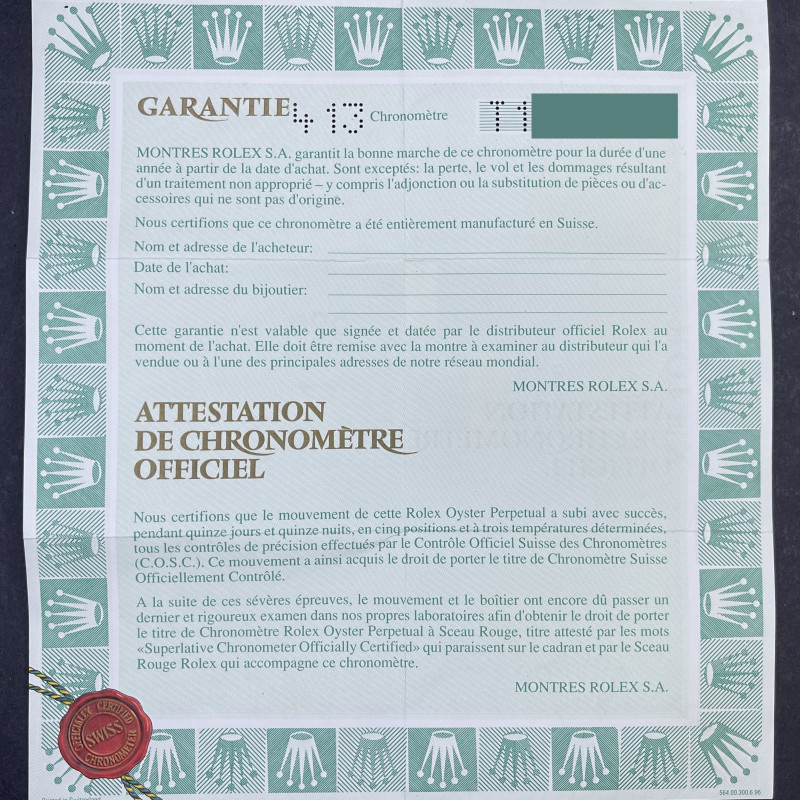 GARANTIE 413 Chronomètre T1
MONTRES ROLEX S.A. garantit la bonne marche de ce chronomètre pour la durée d'une
année à partir de la date d'achat. Sont exceptés: la perte, le vol et les dommages résultant
d'un traitement non approprié – y compris l'adjonction ou la substitution de pièces ou d'ac-
cessoires qui ne sont pas d'origine.
Nous certifions que ce chronomètre a été entièrement manufacturé en Suisse.
Nom et adresse de l'acheteur:
Date de l'achat:
Nom et adresse du bijoutier:
Cette garantie n'est valable que signée et datée par le distributeur officiel Rolex au
moment de l'achat. Elle doit être remise avec la montre à examiner au distributeur qui l'a
vendue ou à l'une des principales adresses de notre réseau mondial.
MONTRES ROLEX S.A.
ATTESTATION
DE CHRONOMÈTRE
OFFICIEL
Nous certifions que le mouvement de cette Rolex Oyster Perpetual a subi avec succès,
pendant quinze jours et quinze nuits, en cinq positions et à trois températures déterminées,
tous les contrôles de précision effectués par le Contrôle Officiel Suisse des Chronomètres
(C.O.S.C.). Ce mouvement a ainsi acquis le droit de porter le titre de Chronomètre Suisse
Officiellement Contrôlé.
A la suite de ces sévères épreuves, le mouvement et le boîtier ont encore dû passer un
dernier et rigoureux examen dans nos propres laboratoires afin d'obtenir le droit de porter
le titre de Chronomètre Rolex Oyster Perpetual à Sceau Rouge, titre attesté par les mots
«Superlative Chronometer Officially Certified» qui paraissent sur le cadran et par le Sceau
Rouge Rolex qui accompagne ce chronomètre.
MONTRES ROLEX S.A.
OFFICIALLY CERTIFIED
SWISS
CHRONOMETER
Printed in Switzerland
564.00.300.6.96